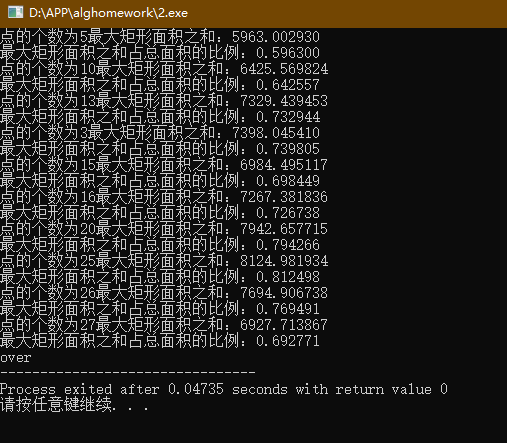 D:\APP\alghomework\2.exe
点的个数为5最大矩形面积之和：5963.002930
最大矩形面积之和占总面积的比例：0.596300
点的个数为10最大矩形面积之和：6425.569824
最大矩形面积之和占总面积的比例：0.642557
点的个数为13最大矩形面积之和：7329.439453
最大矩形面积之和占总面积的比例：0.732944
点的个数为3最大矩形面积之和：7398.045410
最大矩形面积之和占总面积的比例：0.739805
点的个数为15最大矩形面积之和：6984.495117
最大矩形面积之和占总面积的比例：0.698449
点的个数为16最大矩形面积之和：7267.381836
最大矩形面积之和占总面积的比例：0.726738
点的个数为20最大矩形面积之和：7942.657715
最大矩形面积之和占总面积的比例：0.794266
点的个数为25最大矩形面积之和：8124.981934
最大矩形面积之和占总面积的比例：0.812498
点的个数为26最大矩形面积之和：7694.906738
最大矩形面积之和占总面积的比例：0.769491
点的个数为27最大矩形面积之和：6927.713867
最大矩形面积之和占总面积的比例：0.692771
over
--------------------------------
Process exited after 0.04735 seconds with return value 0
请按任意键继续. . .